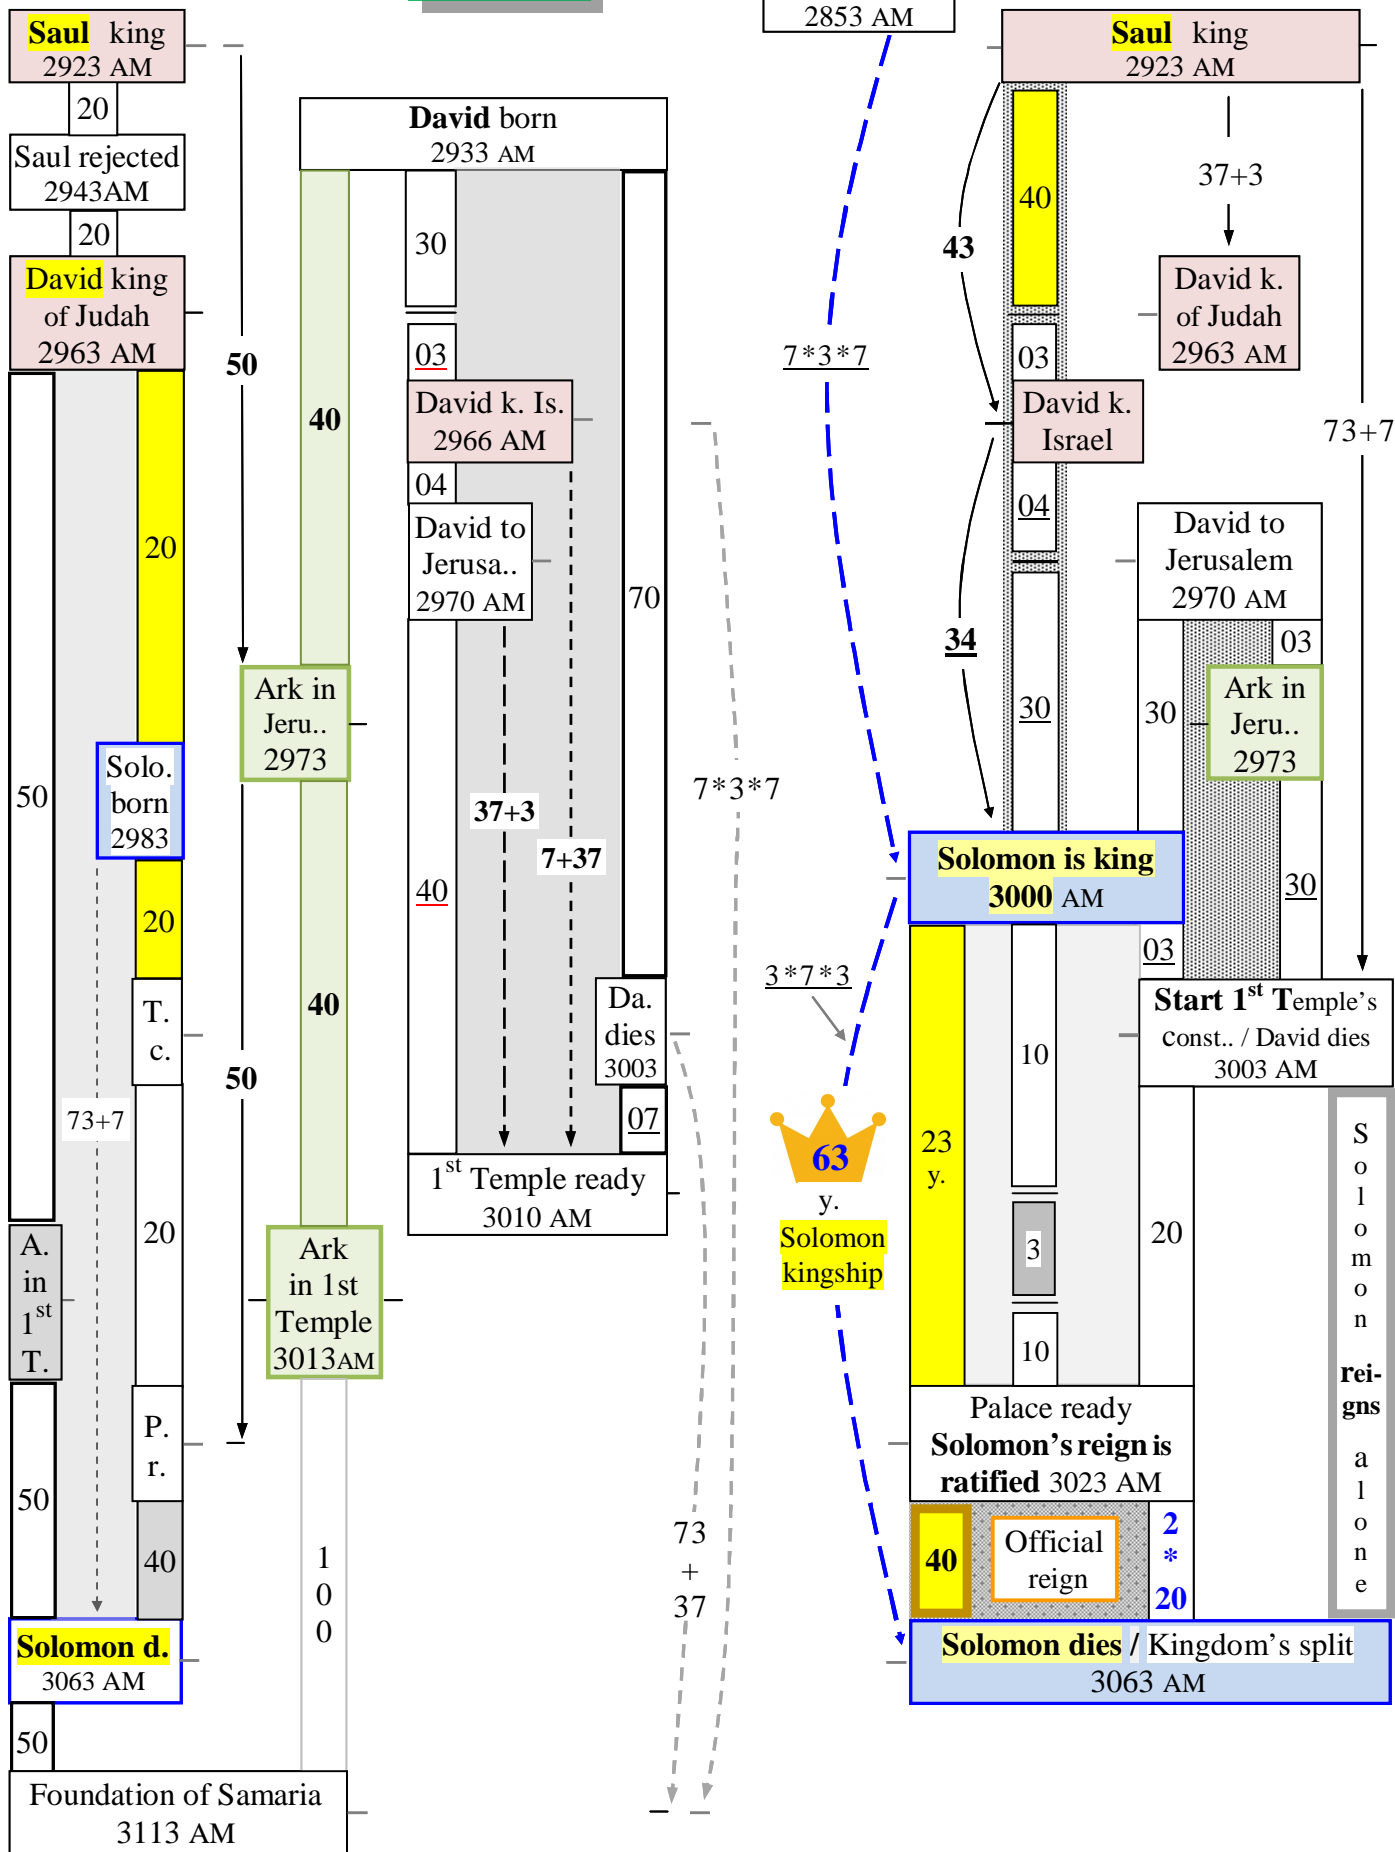 2853 AM
Saul king
2923 AM
20
Saul rejected
2943AM
20
David king
of Judah
2963 AM
50
20
Solo.
born
2983
20
T.
c.
73+7
20
A.
in
1st
T.
P.
r.
50
40
Solomon d.
3063 AM
50
Foundation of Samaria
3113 AM
50
50
David born
2933 AM
40
Ark in
Jeru..
2973
40
Ark
in 1st
Temple
3013AM
1
0
0
30
03
David k. Is.
2966 AM
04
David to
Jerusa..
2970 AM
40
37+3
7+37
70
Da.
dies
3003
07
1st Temple ready
3010 AM
7*3*7
73
+
37
7*3*7
3*7*3
63
y.
Solomon
kingship
Saul king
2923 AM
40
43
37+3
David k.
of Judah
2963 AM
73+7
03
David k.
Israel
04
34
30
David to
Jerusalem
2970 AM
30
03
Ark in
Jeru..
2973
30
Solomon is king
3000 AM
03
Start 1st Temple's
const.. / David dies
3003 AM
23
y.
10
3
10
20
S
o
l
o
m
o
n
rei-
gns
a
l
o
n
e
Palace ready
Solomon's reign is
ratified 3023 AM
40
Official
reign
2
*
20
Solomon dies / Kingdom's split
3063 AM